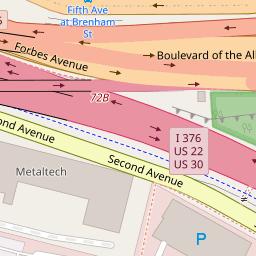 Fifth Ave
at Brenham
St
Forbes Avenue
Boulevard of the All
72B
I 376
US 22
US 30
ond Avenue
Second Avenue
Metaltech
P